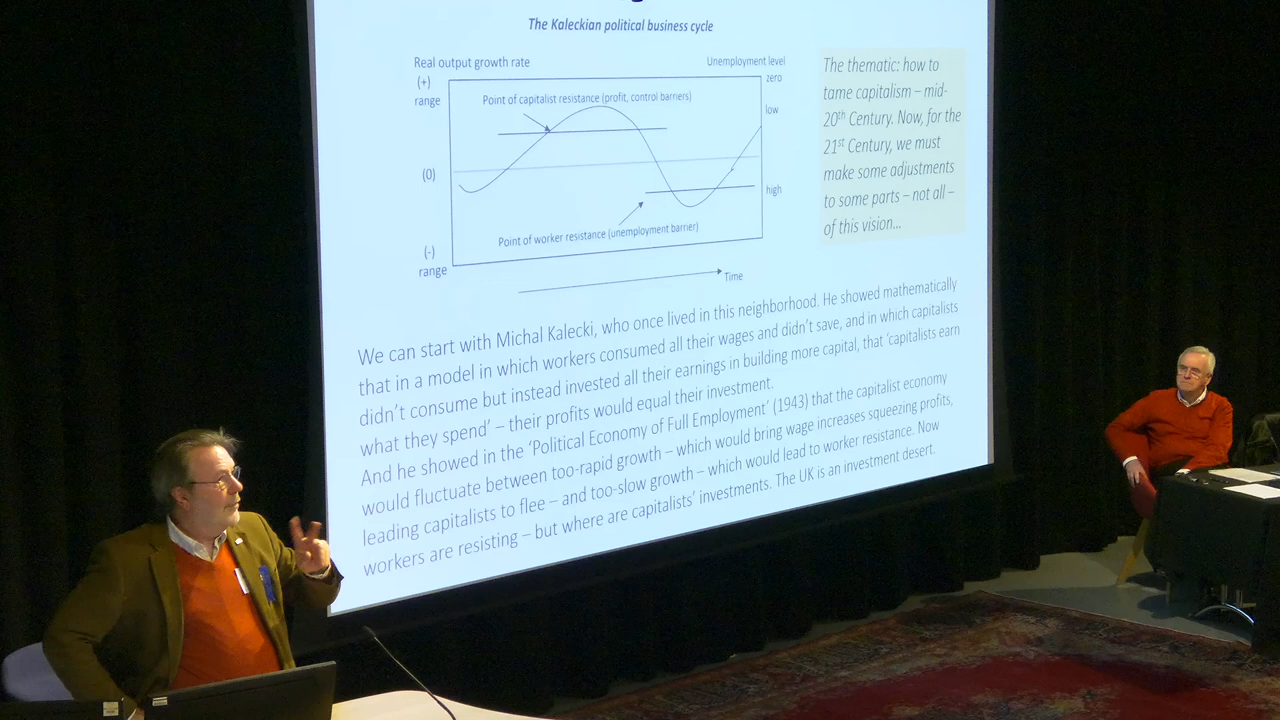 The Kaleckian political business cycle
Real output growth rate
Unemployment level
(+)
range
zero
Point of capitalist resistance (profit, control barriers)
low
(0)
high
Point of worker resistance (unemployment barrier)
(-)
range
Time
The thematic: how to
tame capitalism – mid-
20th Century. Now, for the
21st Century, we must
make some adjustments
to some parts – not all –
of this vision...
We can start with Michal Kalecki, who once lived in this neighborhood. He showed mathematically
that in a model in which workers consumed all their wages and didn't save, and in which capitalists
didn't consume but instead invested all their earnings in building more capital, that 'capitalists earn
what they spend' – their profits would equal their investment.
And he showed in the 'Political Economy of Full Employment' (1943) that the capitalist economy
would fluctuate between too-rapid growth – which would bring wage increases squeezing profits,
leading capitalists to flee – and too-slow growth – which would lead to worker resistance. Now
workers are resisting – but where are capitalists' investments. The UK is an investment desert.